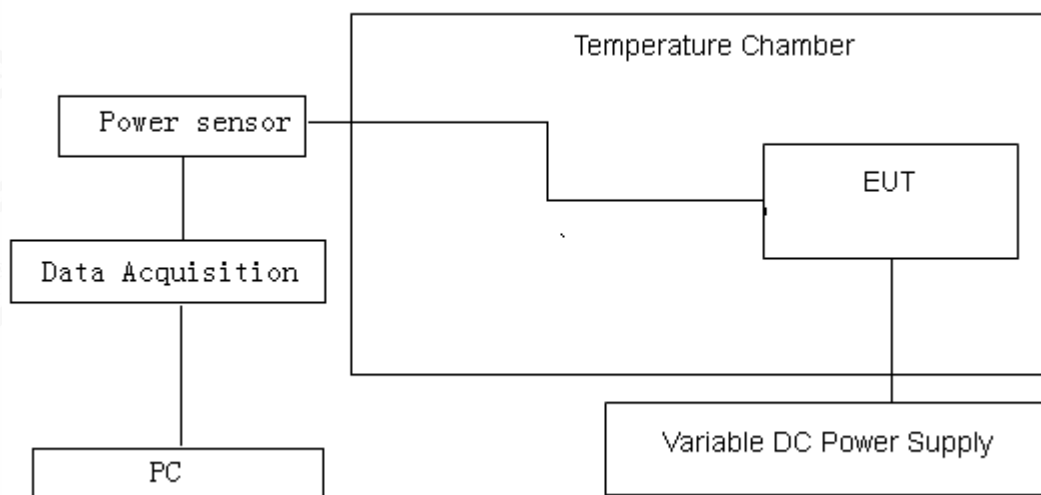 Temperature Chamber
Power sensor
EUT
Data Acquisition
Variable DC Power Supply
PC